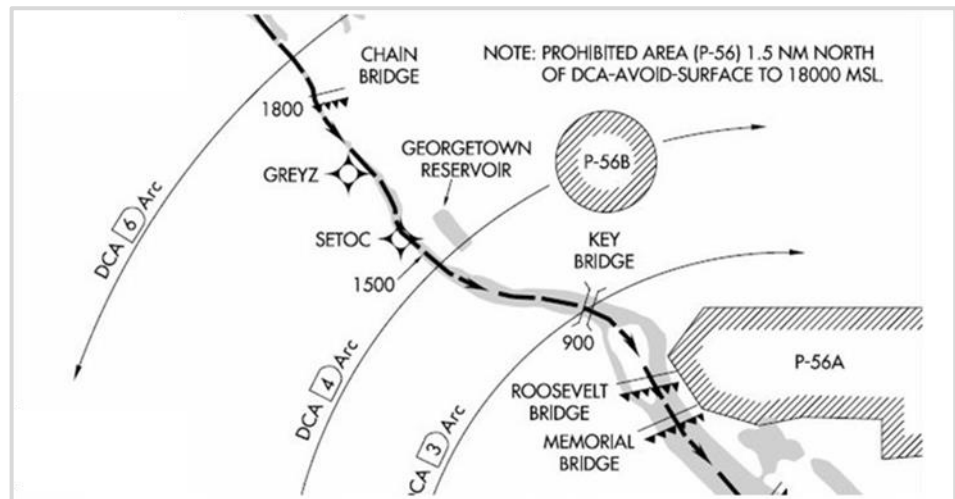 CHAIN
BRIDGE
NOTE: PROHIBITED AREA (P-56) 1.5 NM NORTH
OF DCA-AVOID-SURFACE TO 18000 MSL.
1800
GREYZ
GEORGETOWN
RESERVOIR
P-56B
DCA 6 Arc
SETOC
KEY
BRIDGE
1500
900
P-56A
DCA 4 Arc
ROOSEVELT
BRIDGE
MEMORIAL
BRIDGE
CA 3 Arc